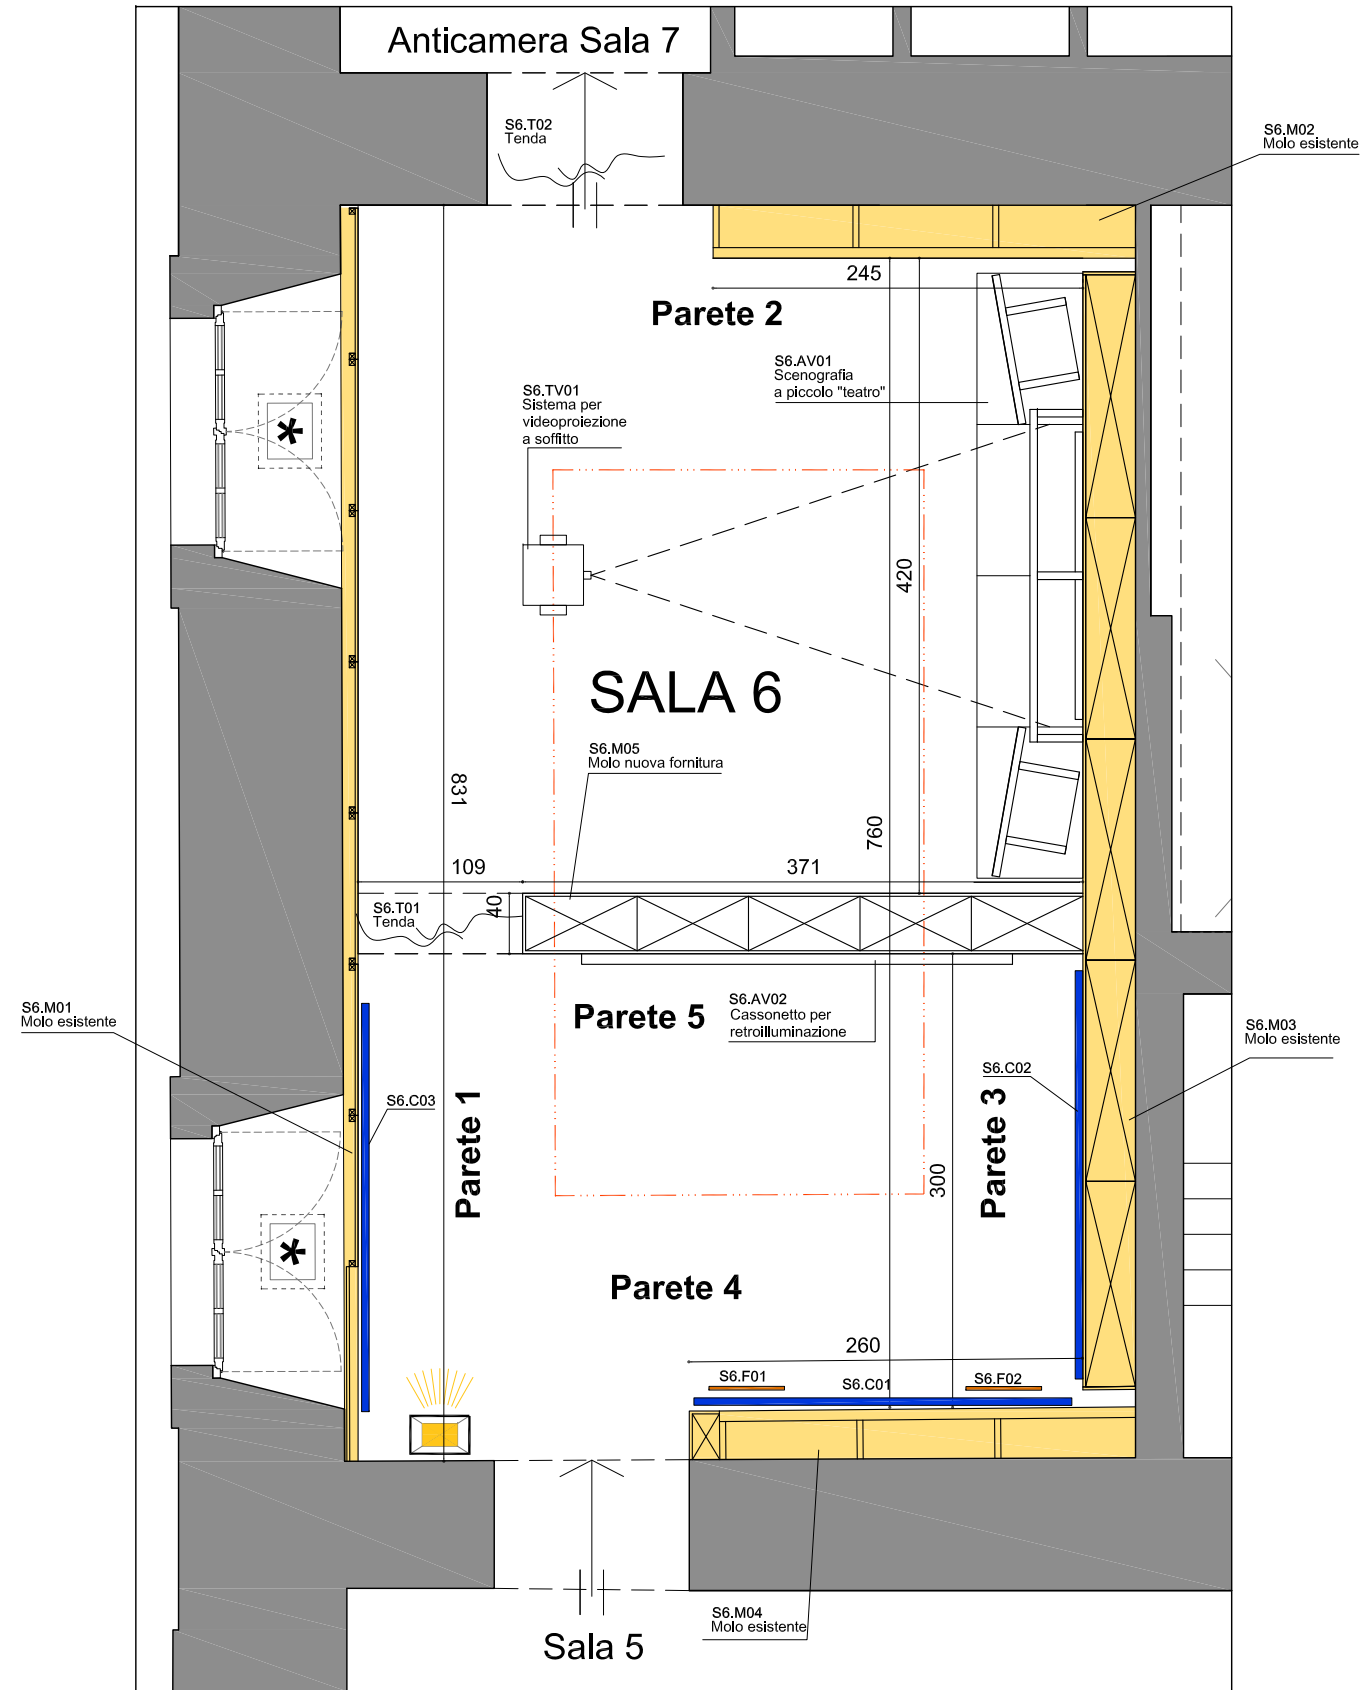 Anticamera Sala 7
S6.T02
Tenda
S6.M02
Molo esistente
245
Parete 2
S6.AV01
Scenografia
a piccolo "teatro"
S6.TV01
Sistema per
videoproiezione
a soffitto
*
420
SALA 6
S6.M05
Molo nuova fornitura
831
760
109
371
40
S6.T01
Tenda
S6.M01
Molo esistente
Parete 5
S6.AV02
Cassonetto per
retroilluminazione
S6.M03
Molo esistente
S6.C02
S6.C03
Parete 1
Parete 3
300
*
Parete 4
260
S6.F01
S6.C01
S6.F02
S6.M04
Molo esistente
Sala 5